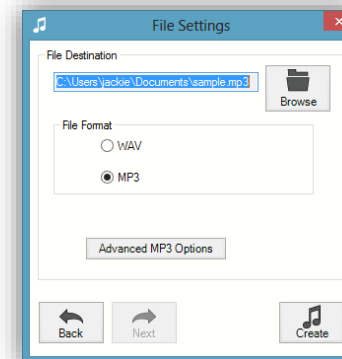 File Settings
File Destination
C:\Users\jackie\Documents\sample.mp3
Browse
File Format
WAV
MP3
Advanced MP3 Options
Back
Next
Create